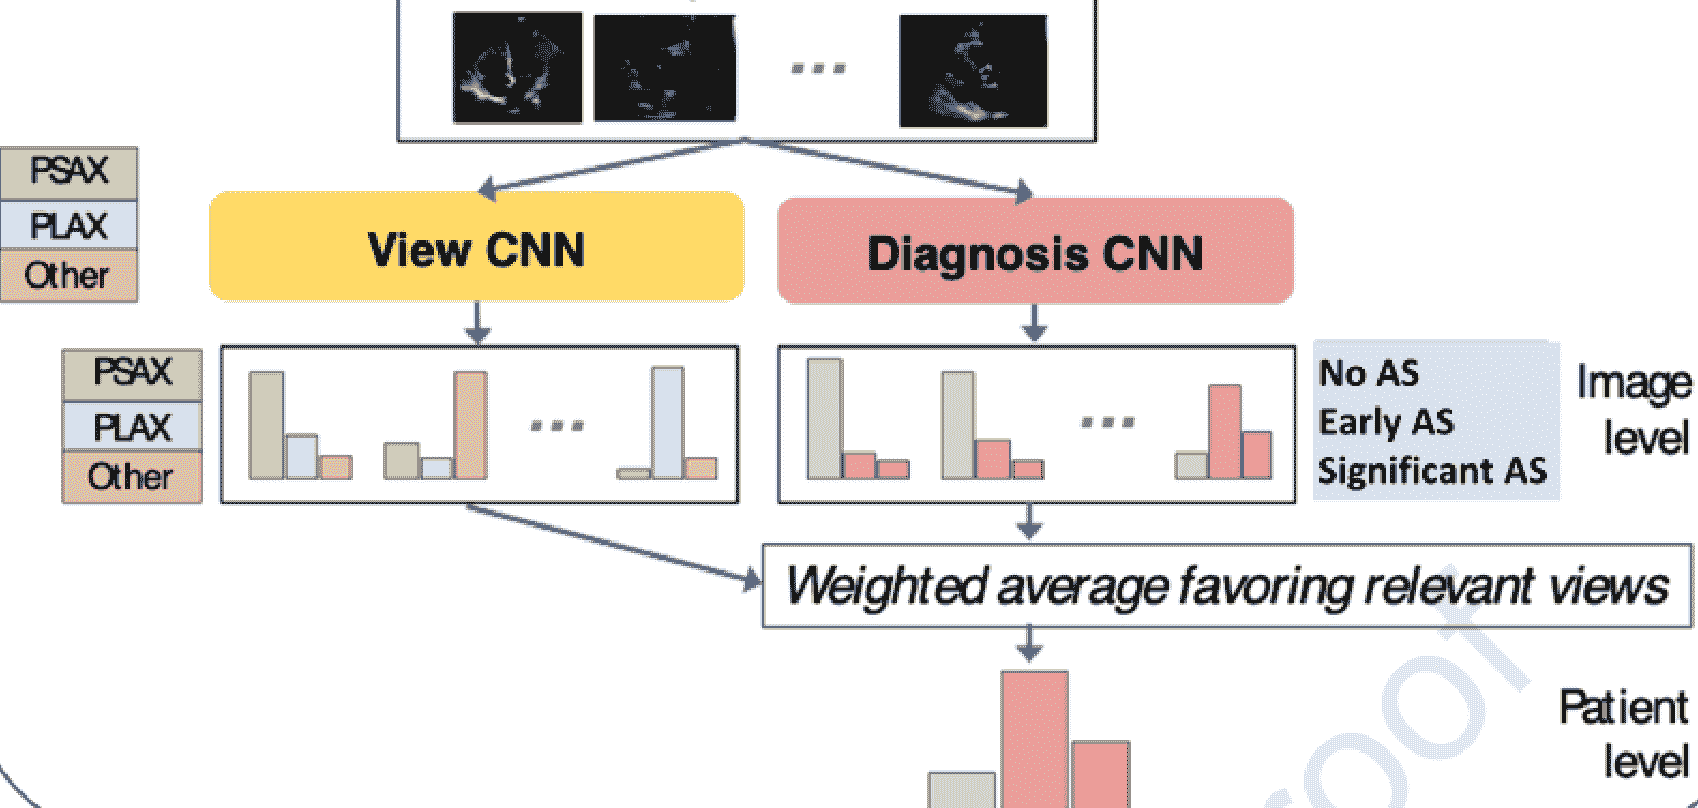 PSAX
PLAX
Other
View CNN
Diagnosis CNN
PSAX
PLAX
Other
No AS
Early AS
Significant AS
Image
level
Weighted average favoring relevant views
Patient
level